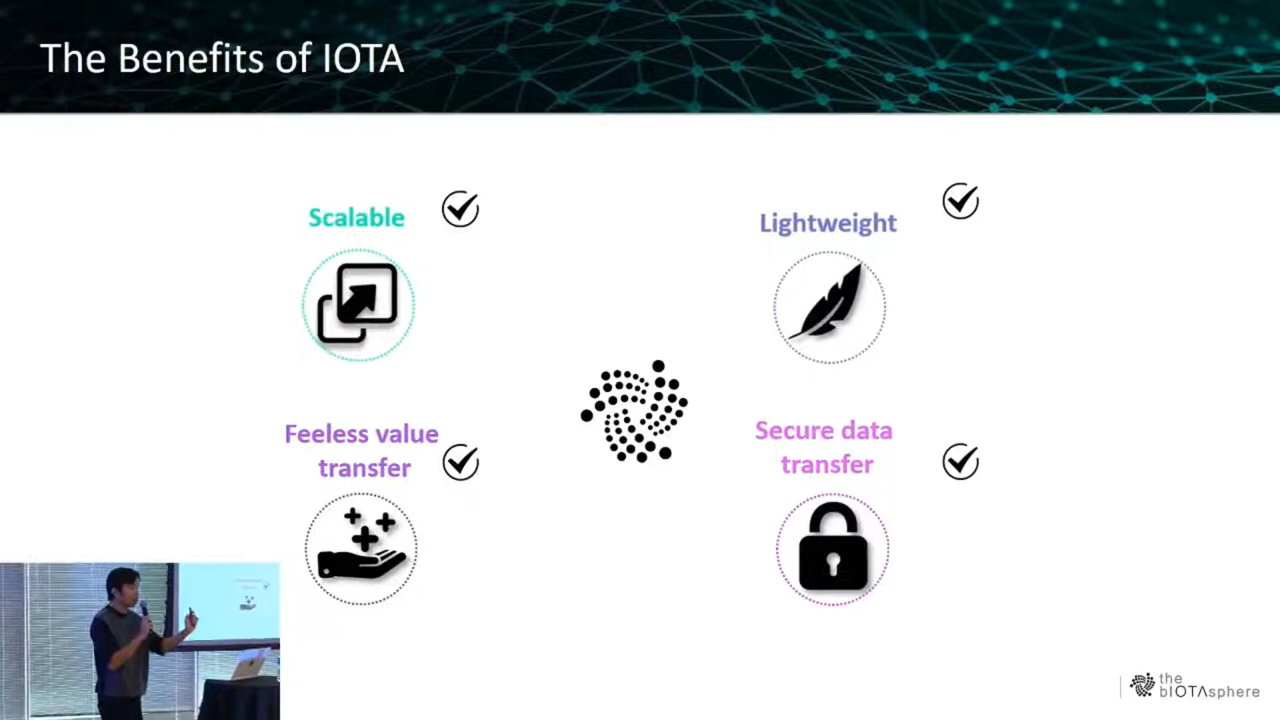 The Benefits of IOTA
Scalable
Lightweight
Feeless value
transfer
Secure data
transfer
the
bIOTAsphere